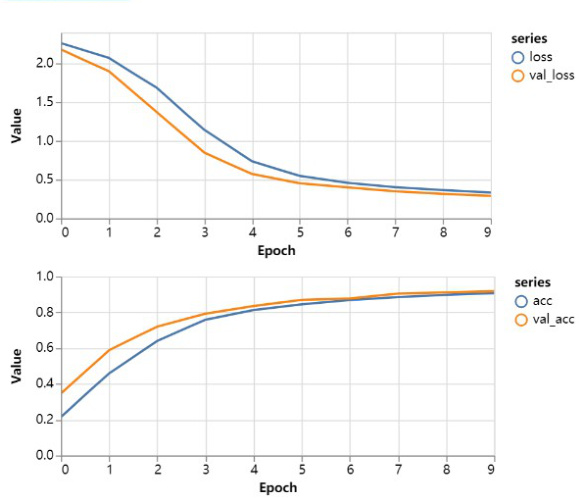 series
loss
val_loss
Value
2.0
1.5
1.0
0.5
0.0
0 1 2 3 4 5 6 7 8 9
Epoch
series
acc
val_acc
Value
1.0
0.8
0.6
0.4
0.2
0.0
0 1 2 3 4 5 6 7 8 9
Epoch